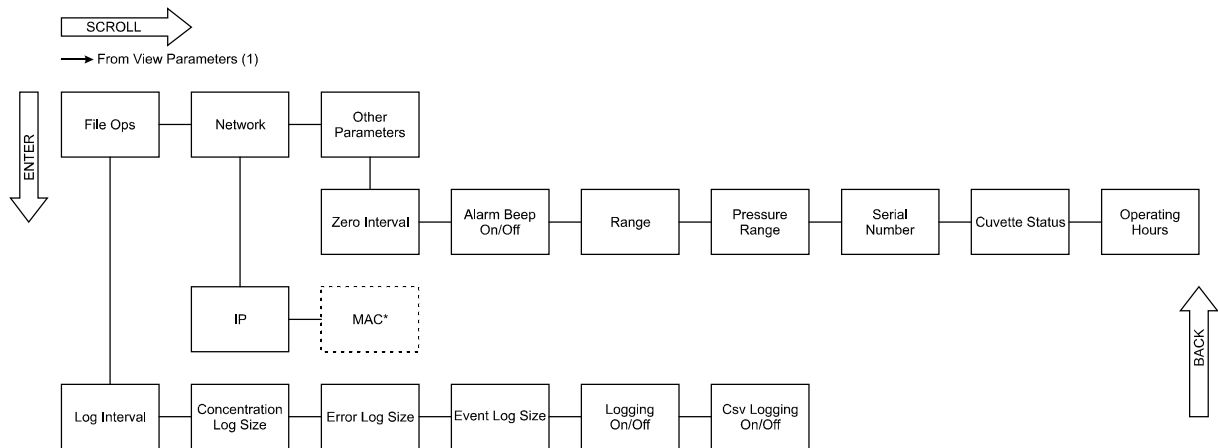 SCROLL
From View Parameters (1)
ENTER
File Ops
Network
Other
Parameters
Zero Interval
Alarm Beep
On/Off
Range
Pressure
Range
Serial
Number
Cuvette Status
Operating
Hours
IP
MAC*
BACK
Log Interval
Concentration
Log Size
Error Log Size
Event Log Size
Logging
On/Off
Csv Logging
On/Off